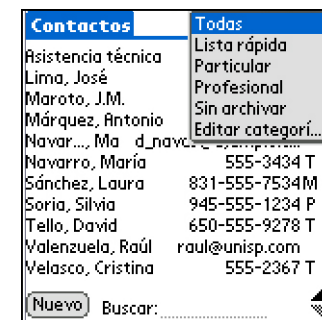 Contactos
Todas
Lista rápida
Particular
Profesional
Sin archivar
Editar categorí...
Asistencia técnica
Lima, José
Maroto, J.M.
Márquez, Antonio
Navar..., Ma
Navarro, María 555-3434 T
Sánchez, Laura 831-555-7534 M
Soria, Silvia 945-555-1234 P
Tello, David 650-555-9278 T
Valenzuela, Raúl raul@unisp.com
Velasco, Cristina 555-2367 T
Nuevo Buscar: